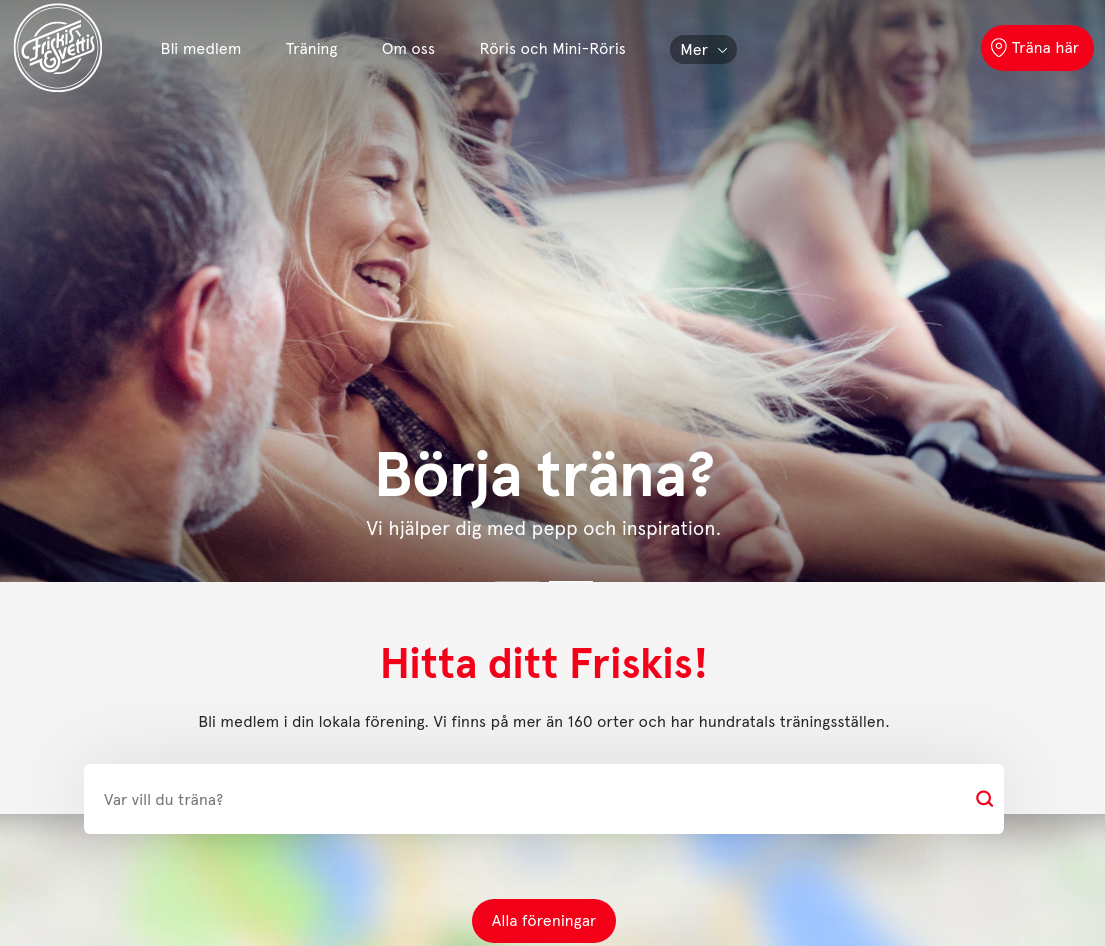 Friskis
&Svettis
Bli medlem
Träning
Om oss
Röris och Mini-Röris
Mer
Träna här
Börja träna?
Vi hjälper dig med pepp och inspiration.
Hitta ditt Friskis!
Bli medlem i din lokala förening. Vi finns på mer än 160 orter och har hundratals träningsställen.
Var vill du träna?
Alla föreningar